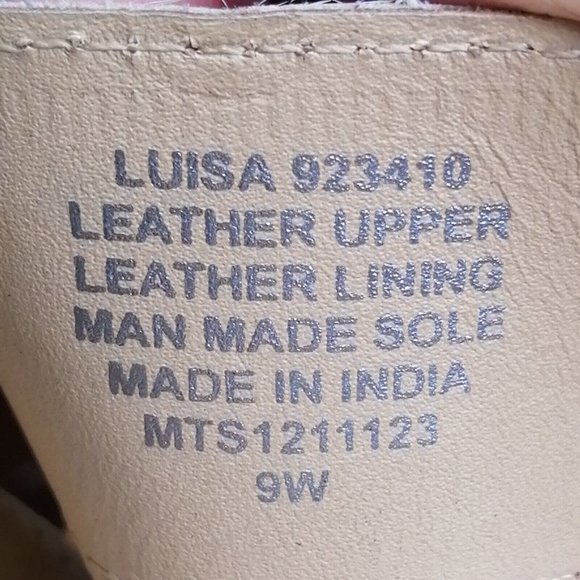 LUISA 923410
LEATHER UPPER
LEATHER LINING
MAN MADE SOLE
MADE IN INDIA
MTS1211123
9W